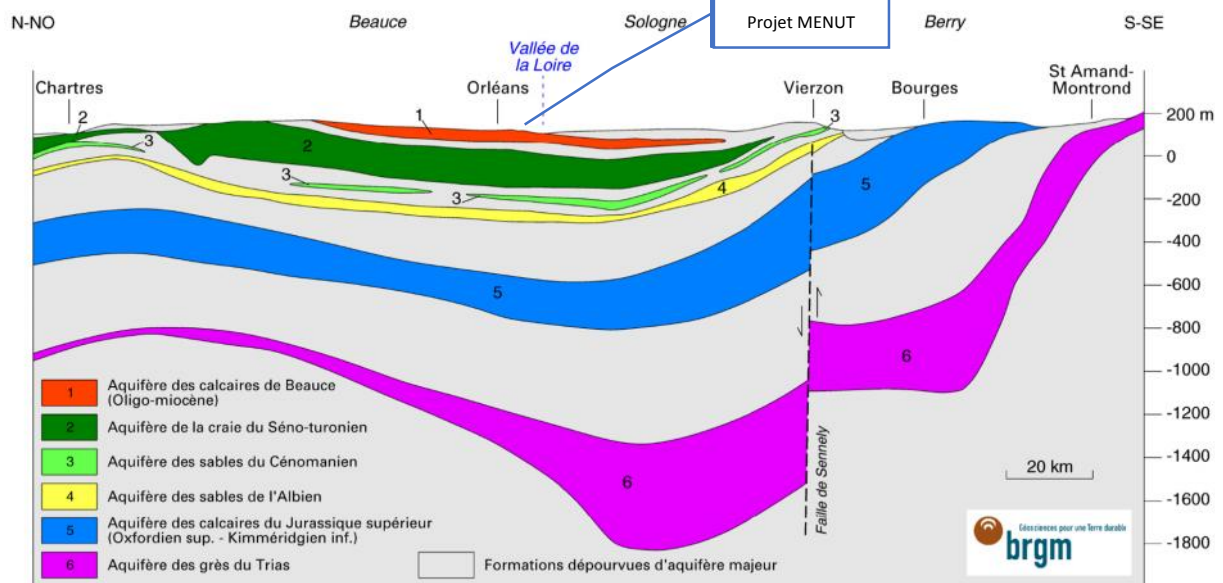 N-NO
Beauce
Sologne
Projet MENUT
Berry
S-SE
Vallée de
la Loire
Chartres
Orléans
Vierzon
Bourges
St Amand-
Montrond
2
3
1
2
3
3
3
4
5
5
6
6
200 m
0
-200
-400
-600
-800
-1000
-1200
-1400
-1600
-1800
Faille de Sennely
20 km
1 Aquifère des calcaires de Beauce
(Oligo-miocène)
2 Aquifère de la craie du Séno-turonien
3 Aquifère des sables du Cénomanien
4 Aquifère des sables de l'Albien
5 Aquifère des calcaires du Jurassique supérieur
(Oxfordien sup. - Kimméridgien inf.)
6 Aquifère des grès du Trias
Formations dépourvues d'aquifère majeur
Géosciences pour une Terre durable
brgm